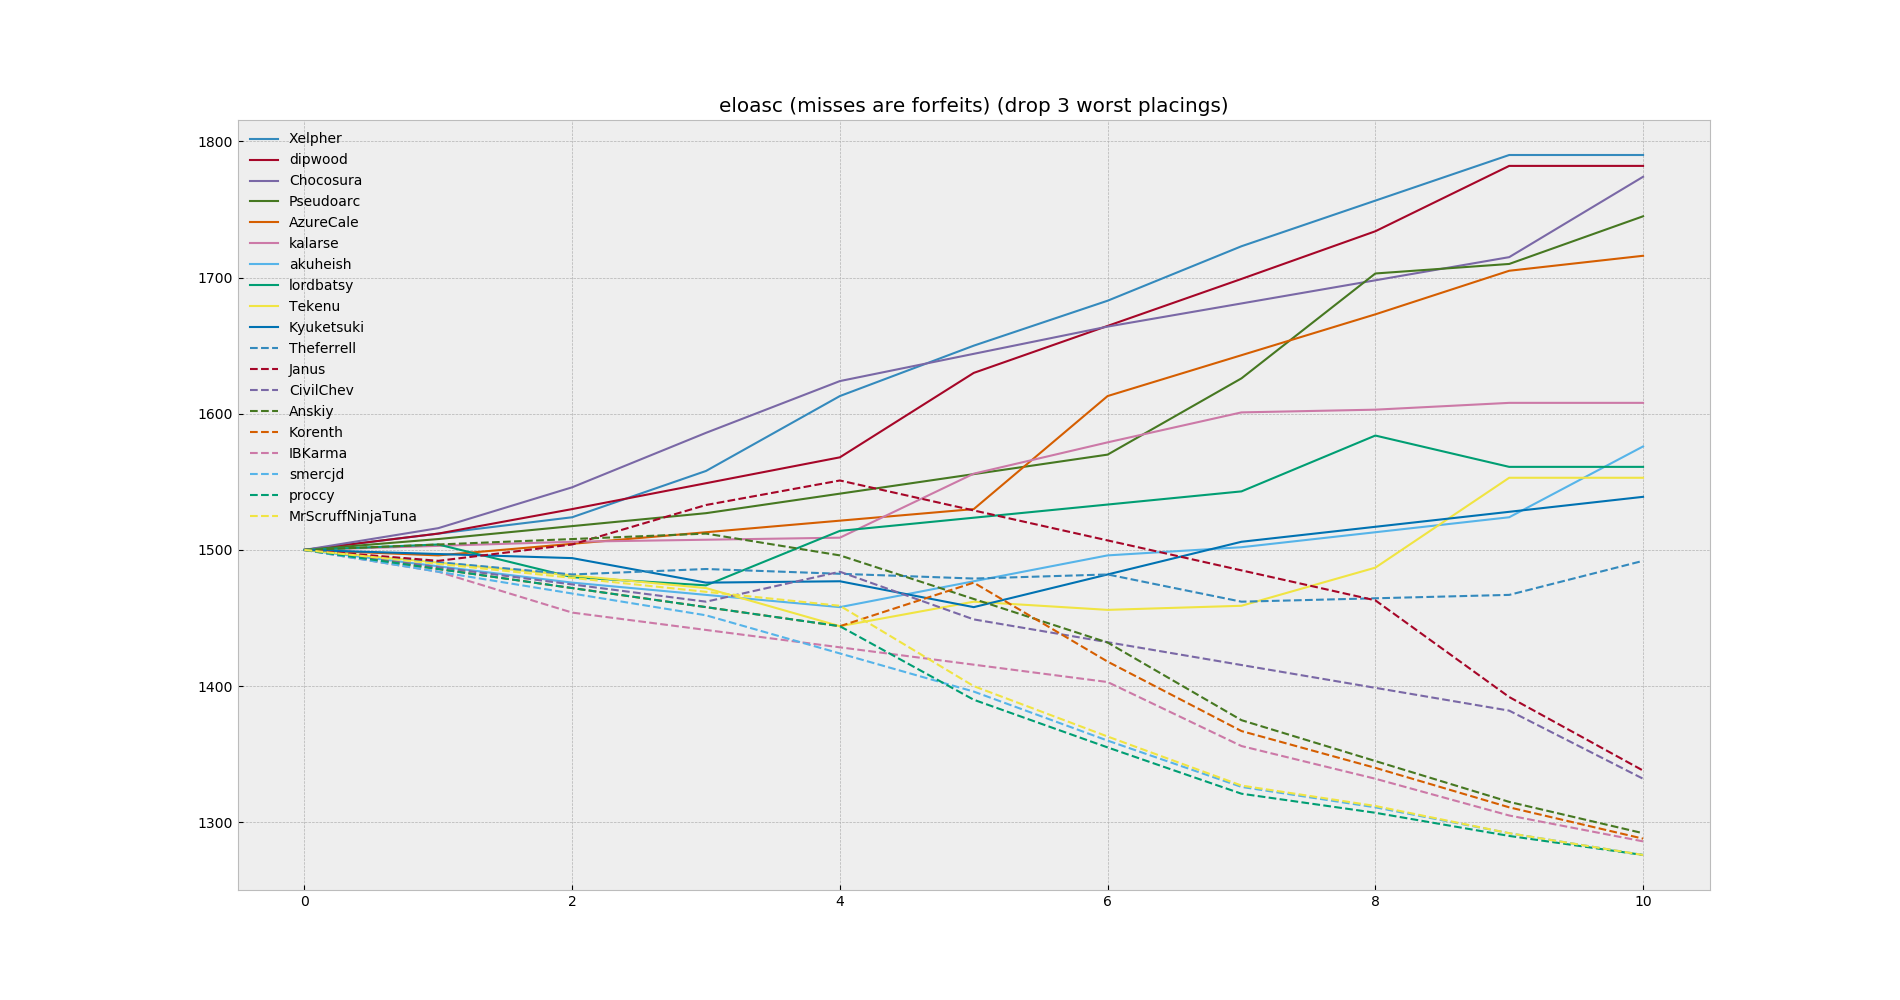 eloasc (misses are forfeits) (drop 3 worst placings)
1800
1700
1600
1500
1400
1300
Xelpher
dipwood
Chocosura
Pseudoarc
AzureCale
kalarse
akuheish
lordbatsy
Tekenu
Kyuketsuki
Theferrell
Janus
CivilChev
Anskiy
Korenth
IBKarma
smercjd
proccy
MrScruffNinjaTuna
0 2 4 6 8 10